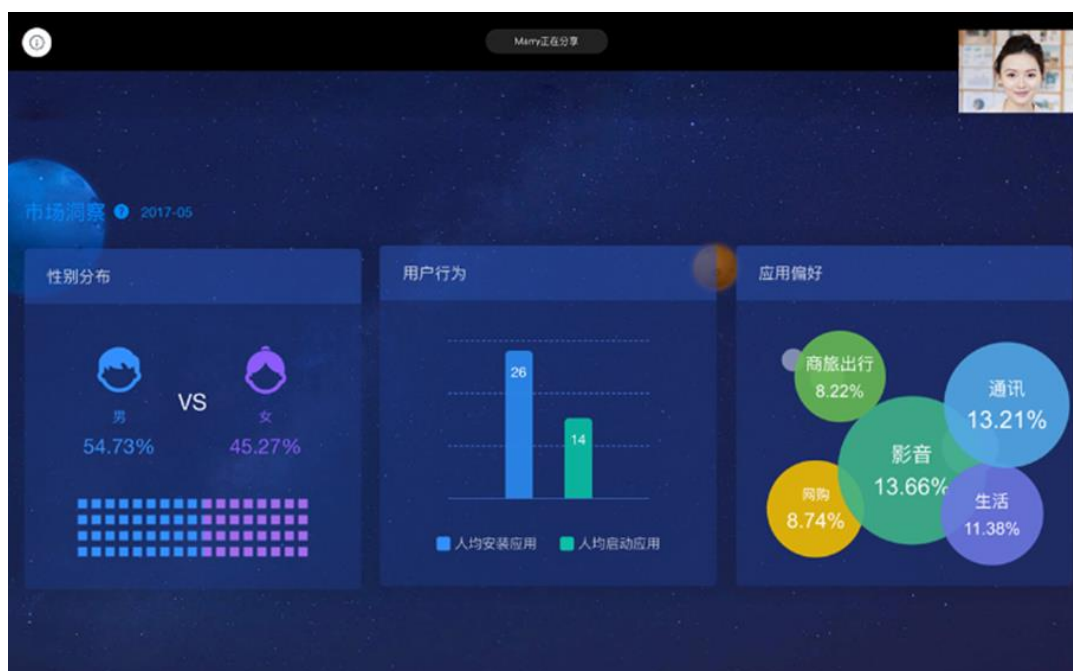 Marry正在分享
市场洞察 ? 2017-05
性别分布
男
54.73%
VS
女
45.27%
用户行为
26
14
人均安装应用
人均启动应用
应用偏好
商旅出行
8.22%
通讯
13.21%
影音
13.66%
网购
8.74%
生活
11.38%